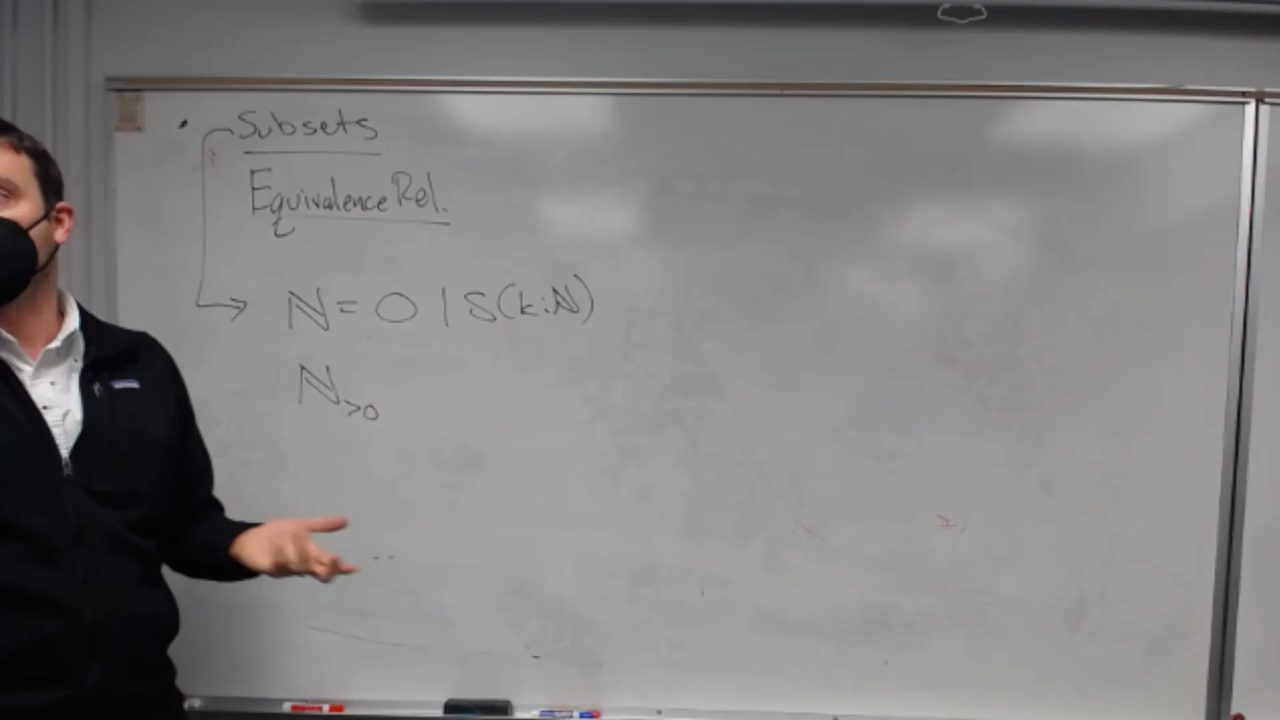 • Subsets
Equivalence Rel.
→ ℕ = 0 | S(k:ℕ)
ℕ>0